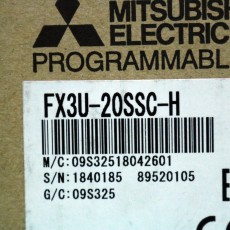 MITSUBISH
ELECTRIC
PROGRAMMABL
FX3U-20SSC-H
M/C:09S32518042601
S/N:1840185 89520105
G/C:09S325